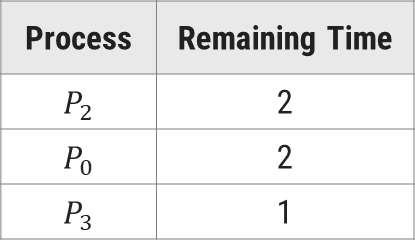 Process Remaining Time
P₂ 2
P₀ 2
P₃ 1